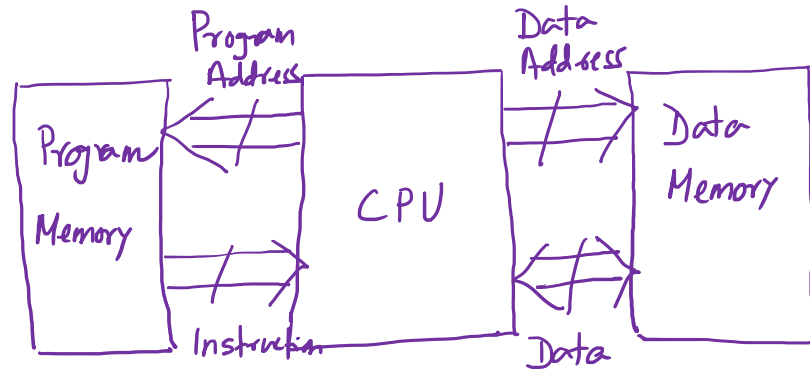 Program
Address
Data
Address
Program
Memory
CPU
Data
Memory
Instruction
Data